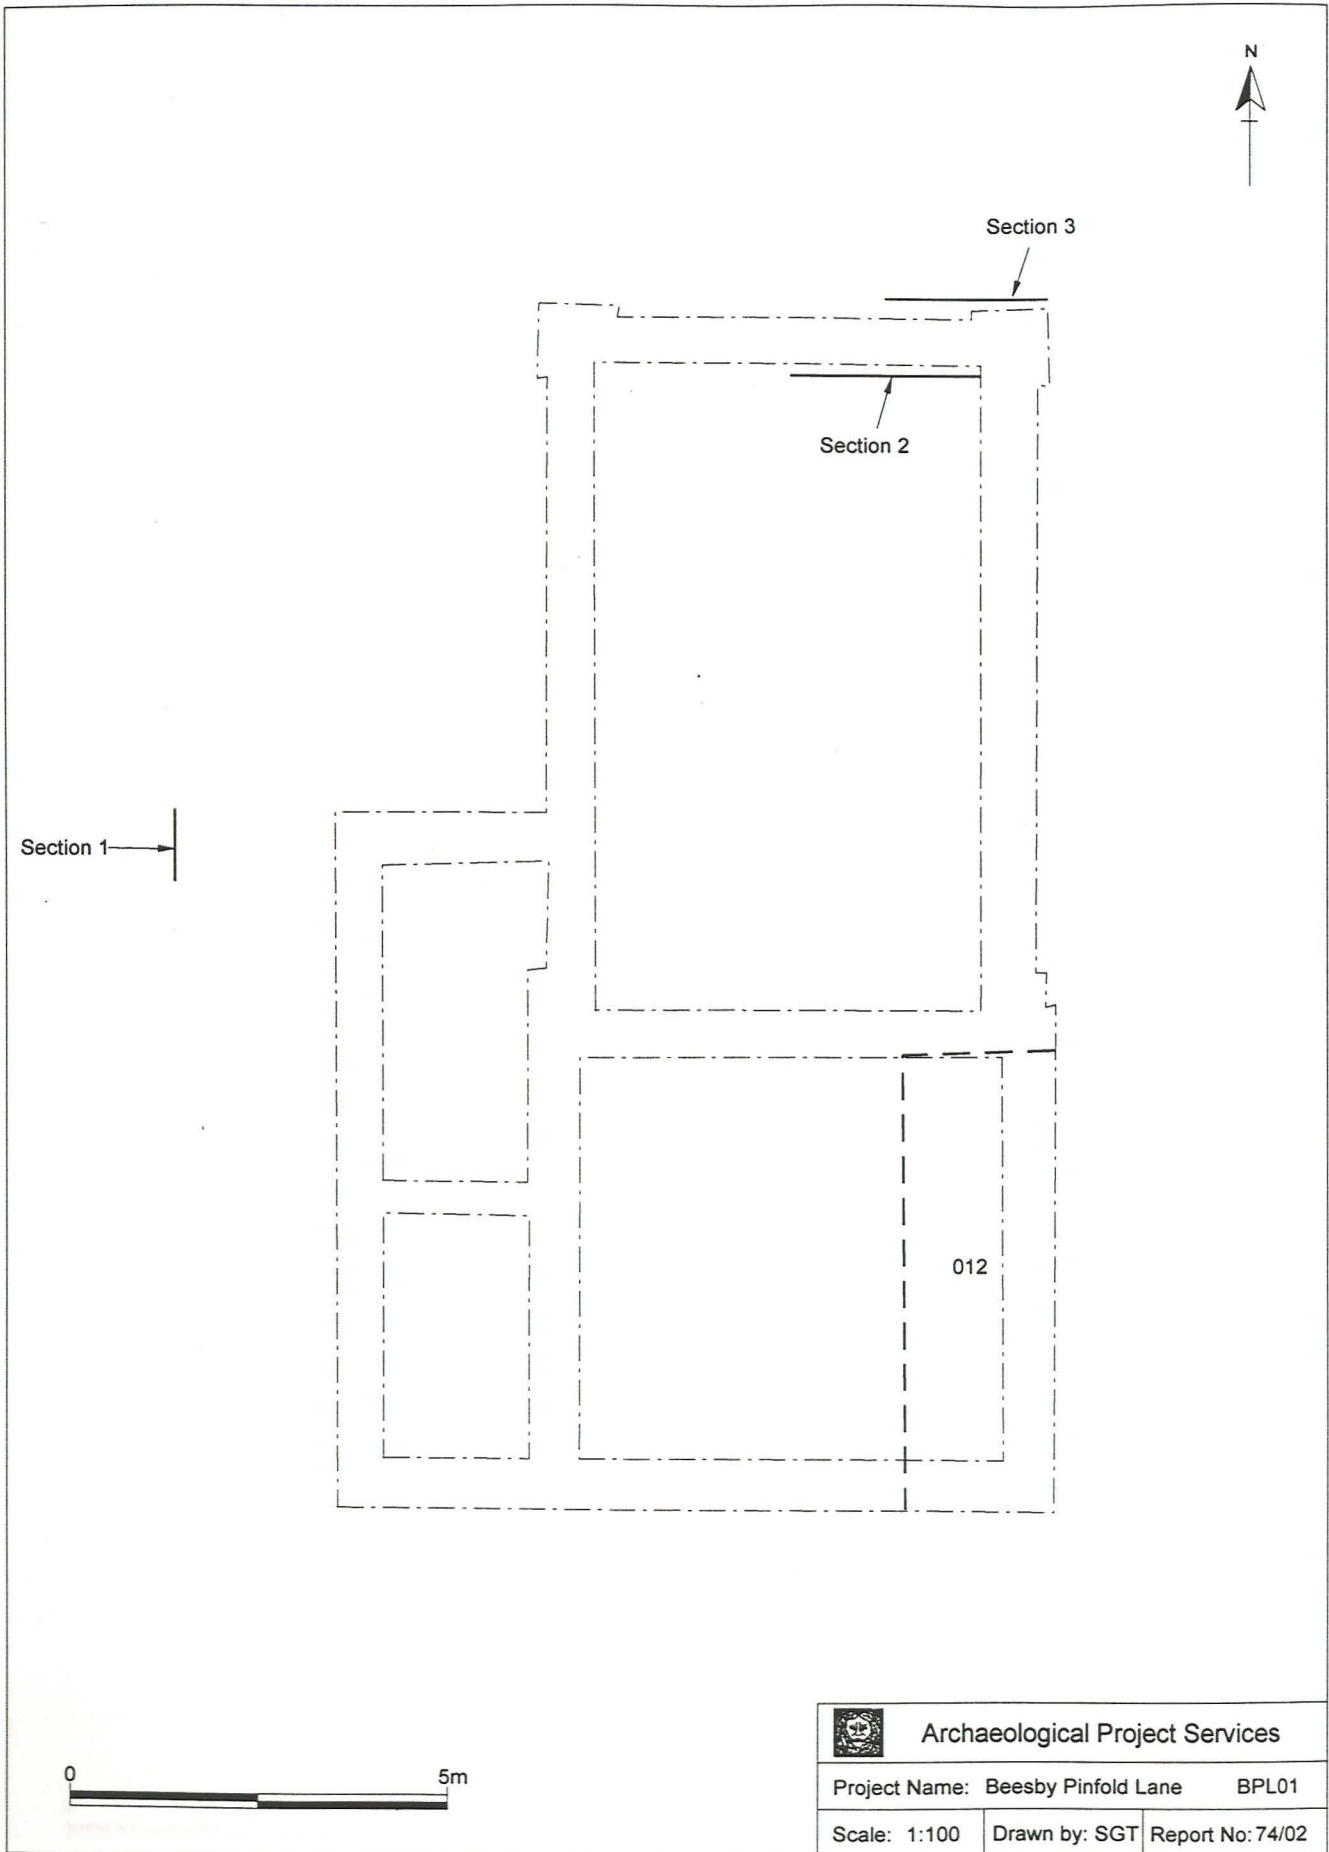 N
Section 3
Section 2
Section 1
012
0 5m
Archaeological Project Services
Project Name: Beesby Pinfold Lane BPL01
Scale: 1:100 Drawn by: SGT Report No: 74/02